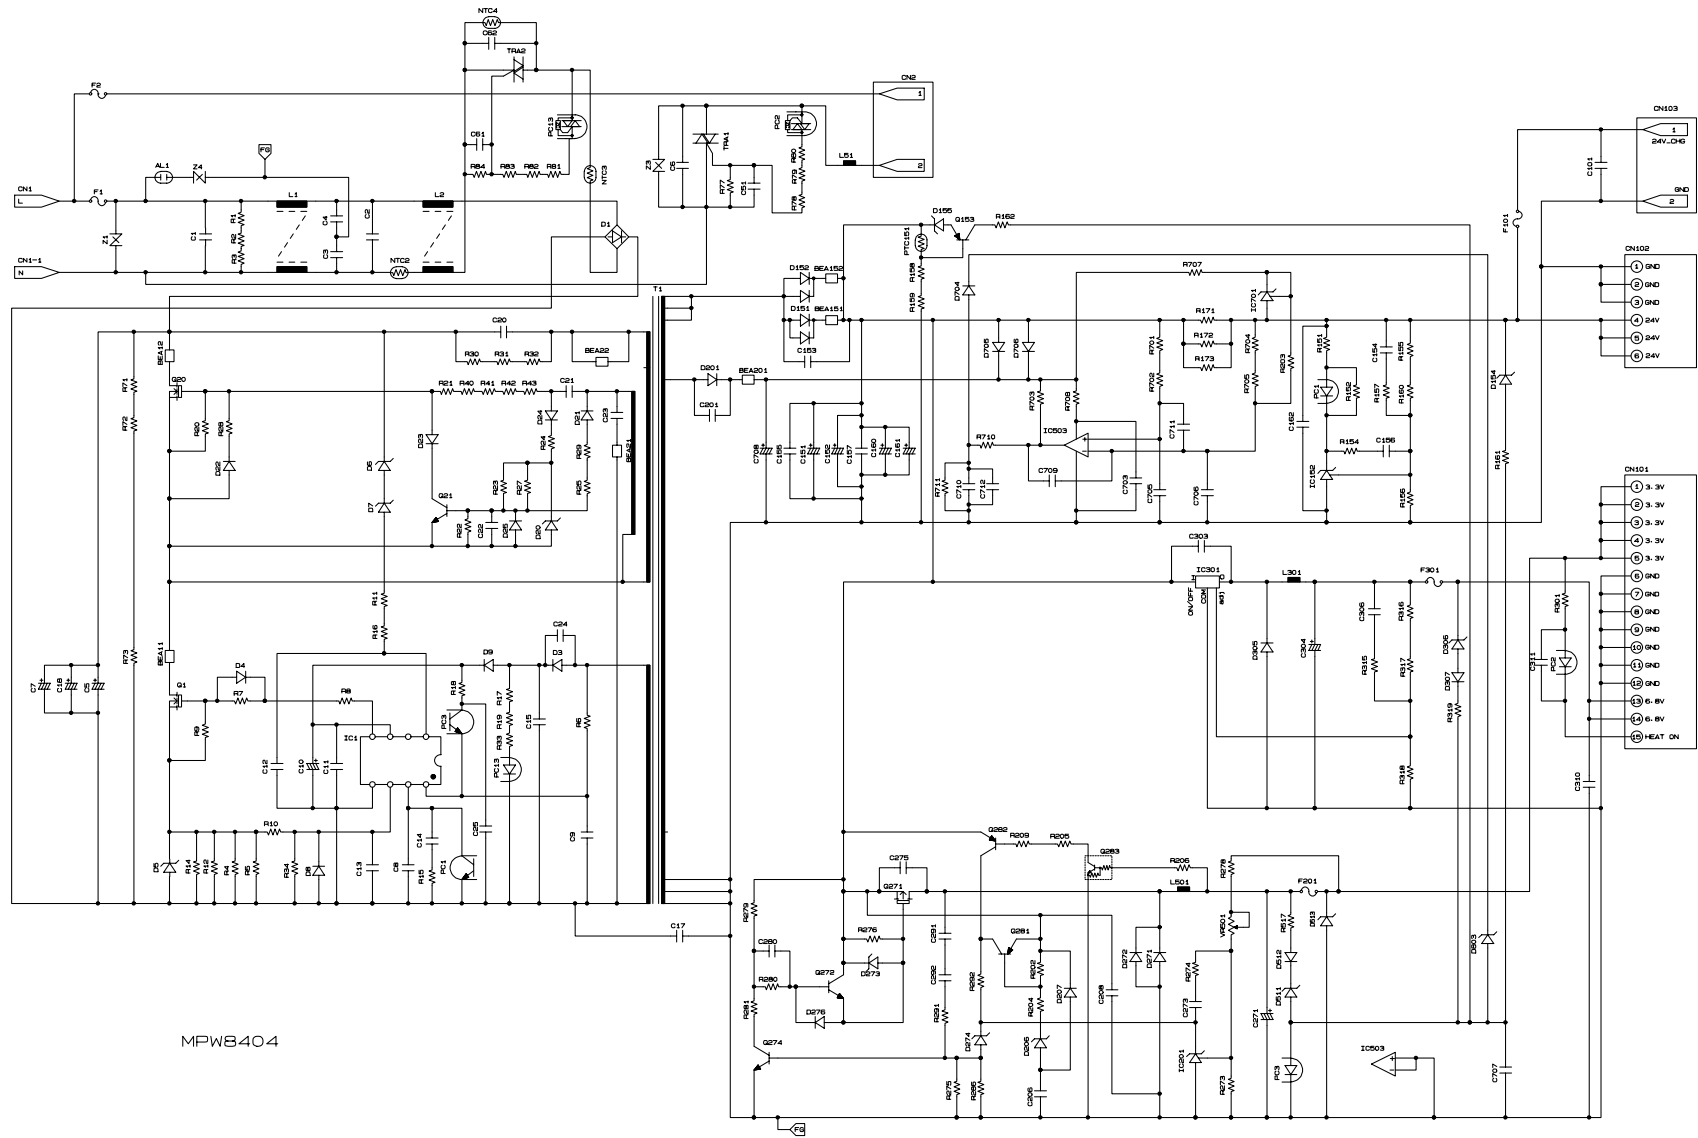 NTC4
C62
TRA2
F2
CN2
1
PC13
C61
R84 R83 R82 R81
NTC3
AL1 Z4
FG
Z3
C6
TRA1
PC2
R80
R79
R78
R77
C51
L51
2
CN103
1
24V_CHG
C101
GND
2
CN1
L
F1
L1
L2
Z1
C1
R1
R2
R3
C4
C3
C2
D1
CN1-1
N
NTC2
F101
D155
Q153
R162
PTC151
R158
R159
D152 BEA152
D151 BEA151
C153
D704
R707
IC701
R171
R172
R173
CN102
1 GND
2 GND
3 GND
4 24V
5 24V
6 24V
T1
C20
R30 R31 R32
BEA22
BEA12
R71
R72
Q20
R20
R28
D22
R21 R40 R41 R42 R43 C21
D23
D24
R24
D21
R29
R25
C23
BEA21
D6
D7
Q21
R23
R27
R22
C22
D25
D20
D201 BEA201
C201
D705
D706
R701
R702
R704
R705
R203
R151
C154
R155
D154
R703
R708
PC1
R152
R157
R160
C162
C708
C155
C151
C152
C157
C160
C161
R710
IC503
C711
R711
C710
C712
C709
C703
C705
C706
IC152
R154 C156
R156
R161
CN101
1 3.3V
2 3.3V
3 3.3V
4 3.3V
5 3.3V
6 GND
7 GND
8 GND
9 GND
10 GND
11 GND
12 GND
13 6.8V
14 6.8V
15 HEAT ON
C303
IC301
I O
ON/OFF
COM
adj
L301
F301
D305
C304
C306
R316
R315
R317
R318
D306
D307
R319
R301
C311
PC2
C310
R11
R16
BEA11
R73
C7
C18
C5
Q1
D4
R7
R8
R9
IC1
C12
C10
C11
C24
D9
D3
R18
R17
R19
R33
PC3
PC13
C15
R6
C25
C9
R10
D5
R14
R12
R4
R5
R34
D8
C13
C8
C14
R15
PC1
C17
Q282 R209 R205
Q283
C275
Q271
R206
R278
L501
F201
R279
C280
R280
R281
Q272
R276
D273
D276
Q274
C291
C292
R291
Q281
R292
R202
R204
D207
C208
D272
D271
VR501
R274
C273
R517
D512
D511
D513
C271
D274
D206
R275
R286
C206
IC201
R273
PC3
IC503
D803
C707
FG
MPW8404